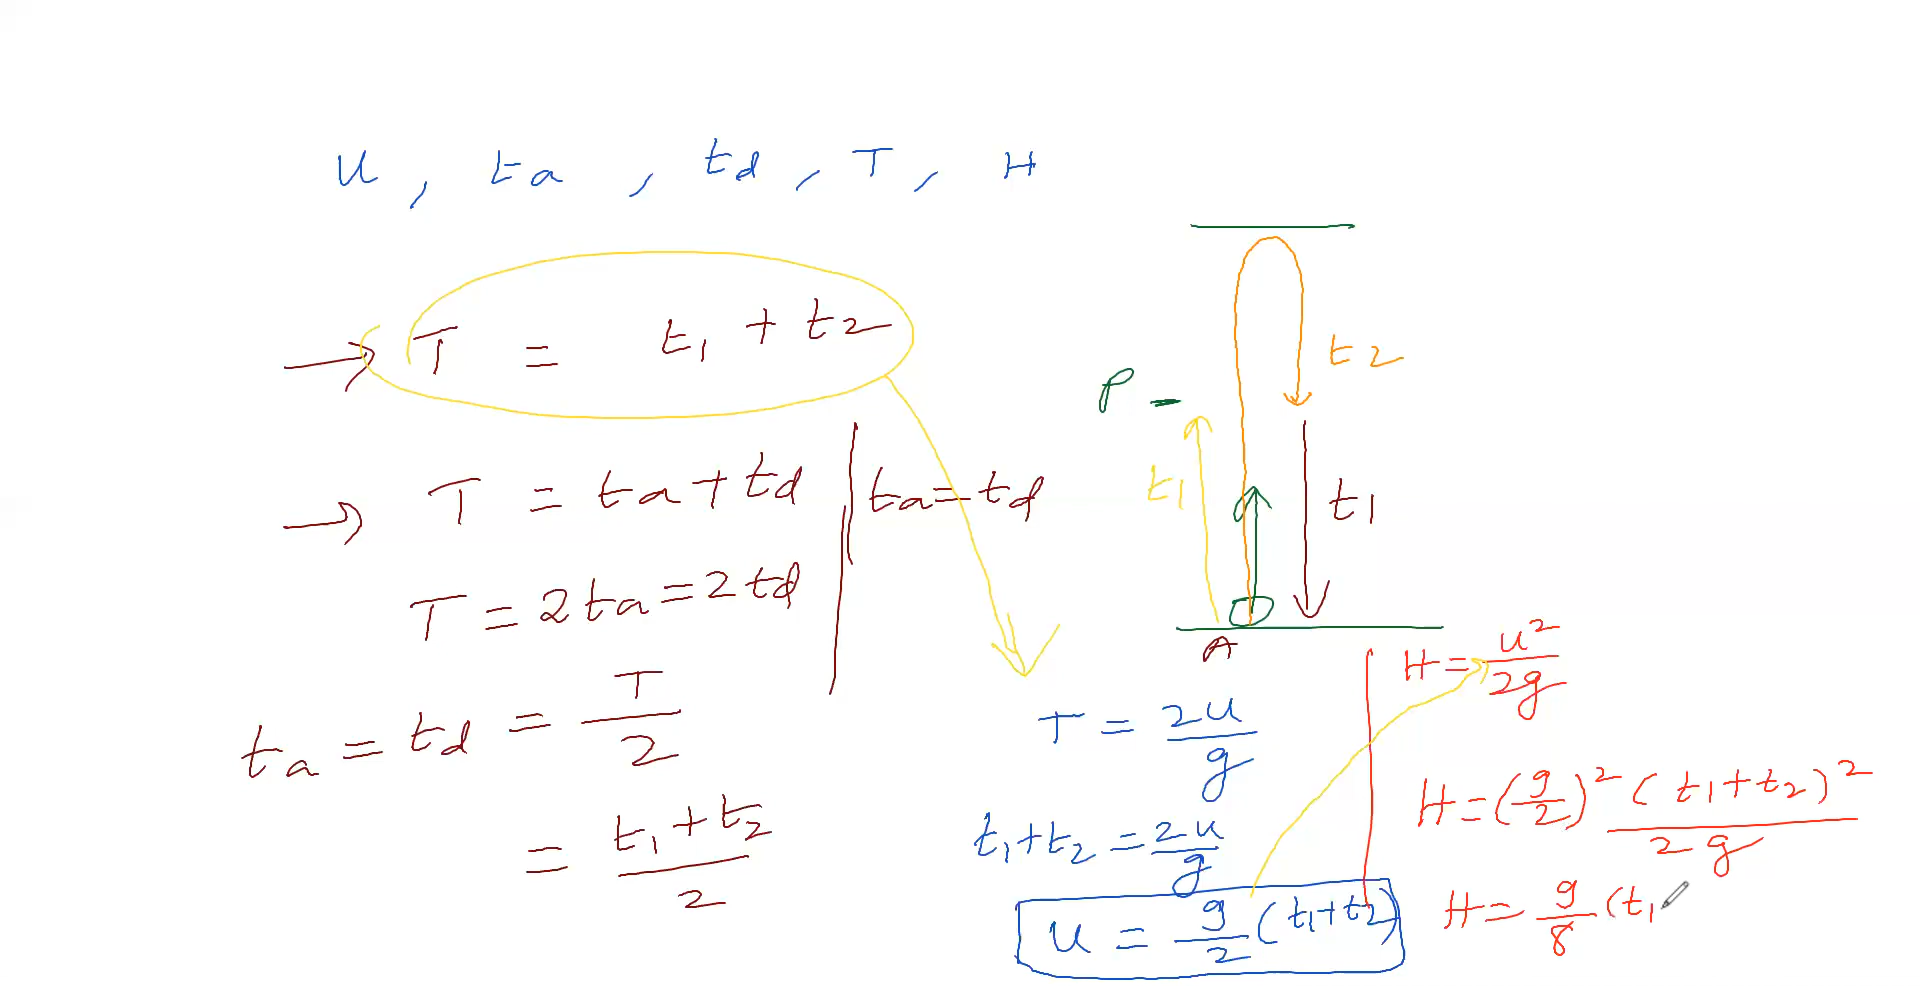 u , ta , td , T , H
→ T = t1 + t2
→ T = ta + td | ta = td
T = 2ta = 2td
ta = td = T/2
= t1+t2/2
P -
t1
t2
t1
A
T = 2u/g
t1+t2 = 2u/g
u = g/2 (t1+t2)
H = u²/2g
H = (g/2)² (t1+t2)²/2g
H = g/8 (t1